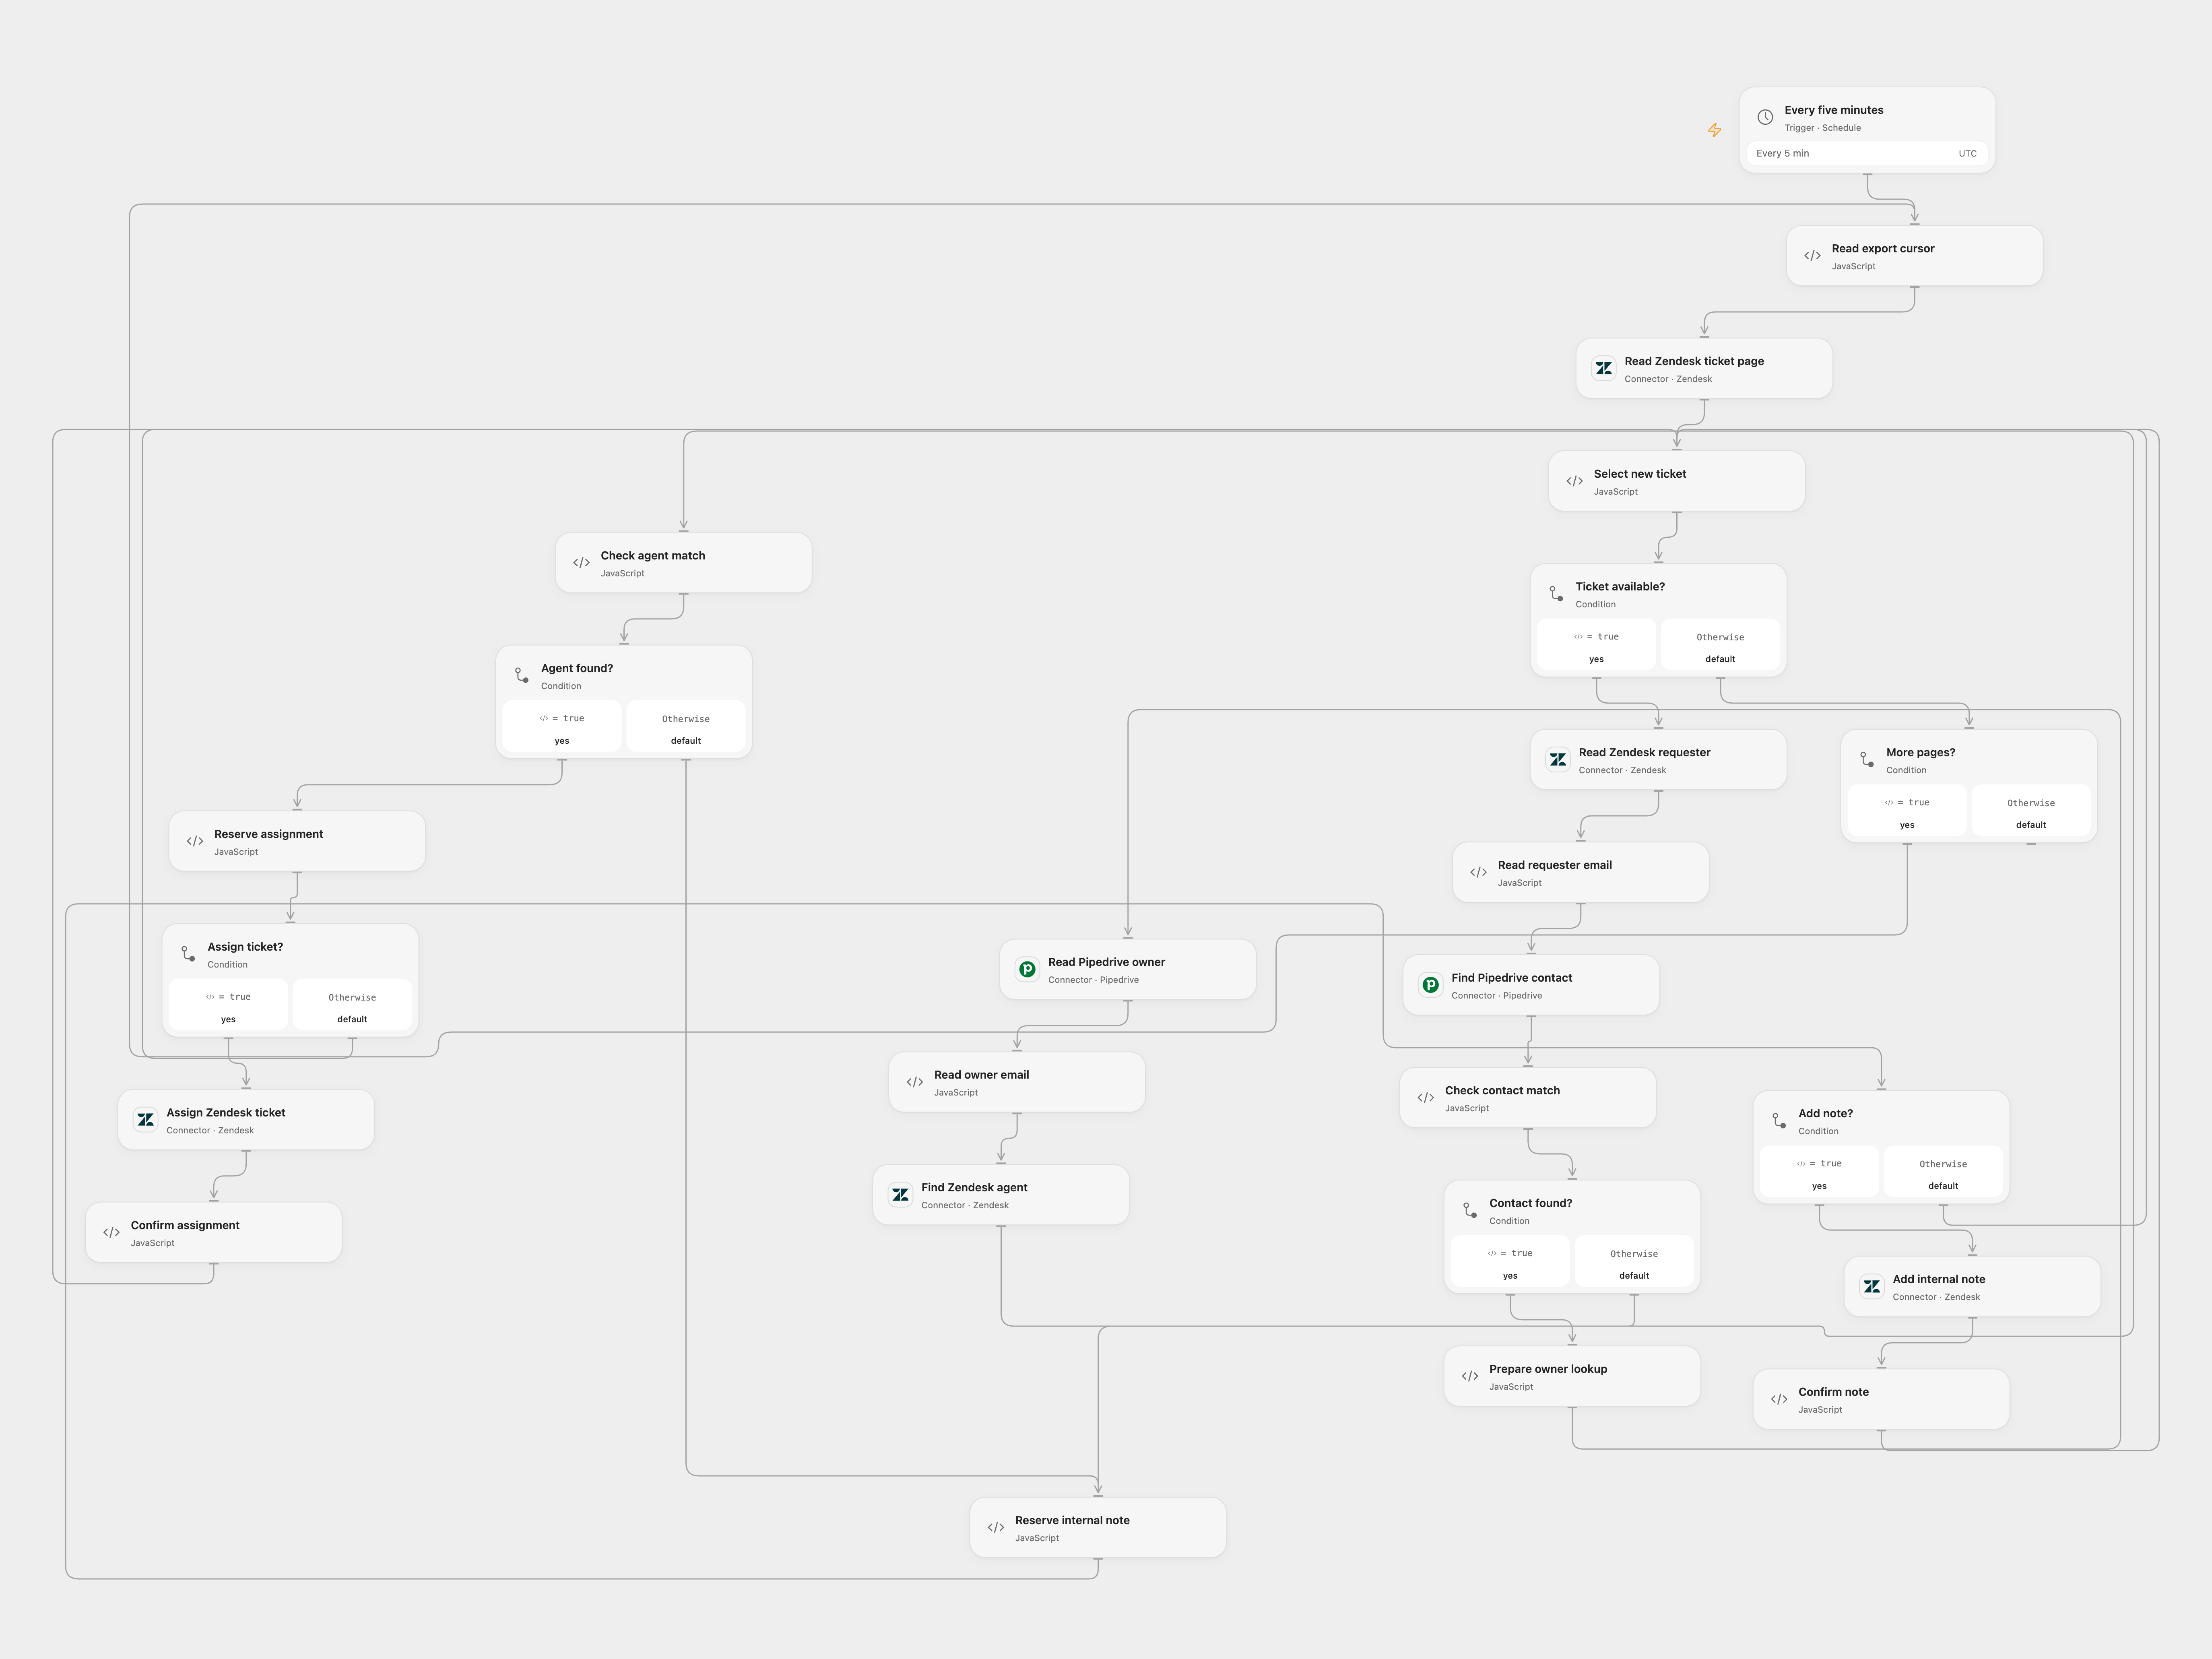 Every five minutes
Trigger · Schedule
Every 5 min
UTC
Read export cursor
JavaScript
Read Zendesk ticket page
Connector · Zendesk
Select new ticket
JavaScript
Check agent match
JavaScript
Ticket available?
Condition
= true
yes
Otherwise
default
Agent found?
Condition
= true
yes
Otherwise
default
Read Zendesk requester
Connector · Zendesk
More pages?
Condition
= true
yes
Otherwise
default
Reserve assignment
JavaScript
Read requester email
JavaScript
Assign ticket?
Condition
= true
yes
Otherwise
default
Read Pipedrive owner
Connector · Pipedrive
Find Pipedrive contact
Connector · Pipedrive
Read owner email
JavaScript
Check contact match
JavaScript
Add note?
Condition
= true
yes
Otherwise
default
Assign Zendesk ticket
Connector · Zendesk
Find Zendesk agent
Connector · Zendesk
Contact found?
Condition
= true
yes
Otherwise
default
Confirm assignment
JavaScript
Add internal note
Connector · Zendesk
Prepare owner lookup
JavaScript
Confirm note
JavaScript
Reserve internal note
JavaScript